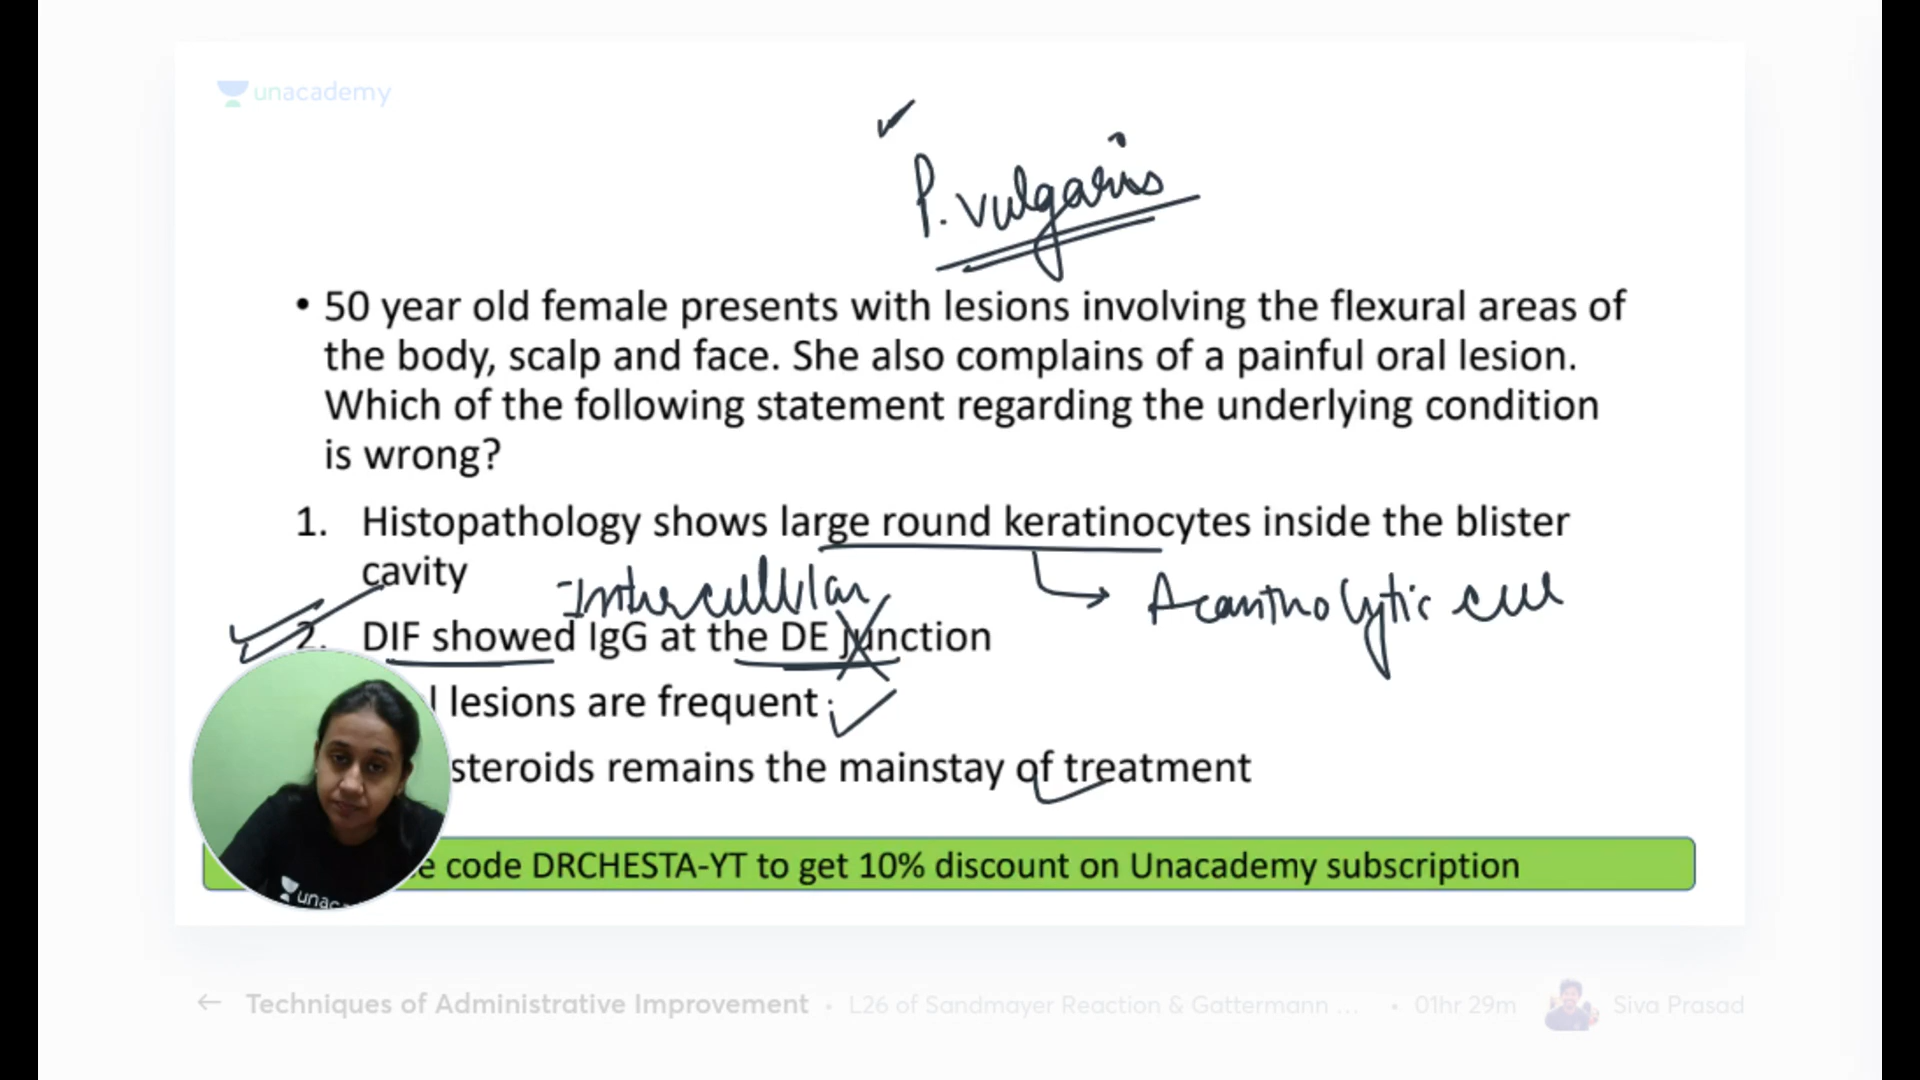 unacademy
P. vulgaris
• 50 year old female presents with lesions involving the flexural areas of
the body, scalp and face. She also complains of a painful oral lesion.
Which of the following statement regarding the underlying condition
is wrong?
1. Histopathology shows large round keratinocytes inside the blister
cavity
Intercellular
Acantholytic cell
2. DIF showed IgG at the DE junction
l lesions are frequent
steroids remains the mainstay of treatment
e code DRCHESTA-YT to get 10% discount on Unacademy subscription
unac
← Techniques of Administrative Improvement • L26 of Sandmayer Reaction & Gattermann ... • 01hr 29m Siva Prasad